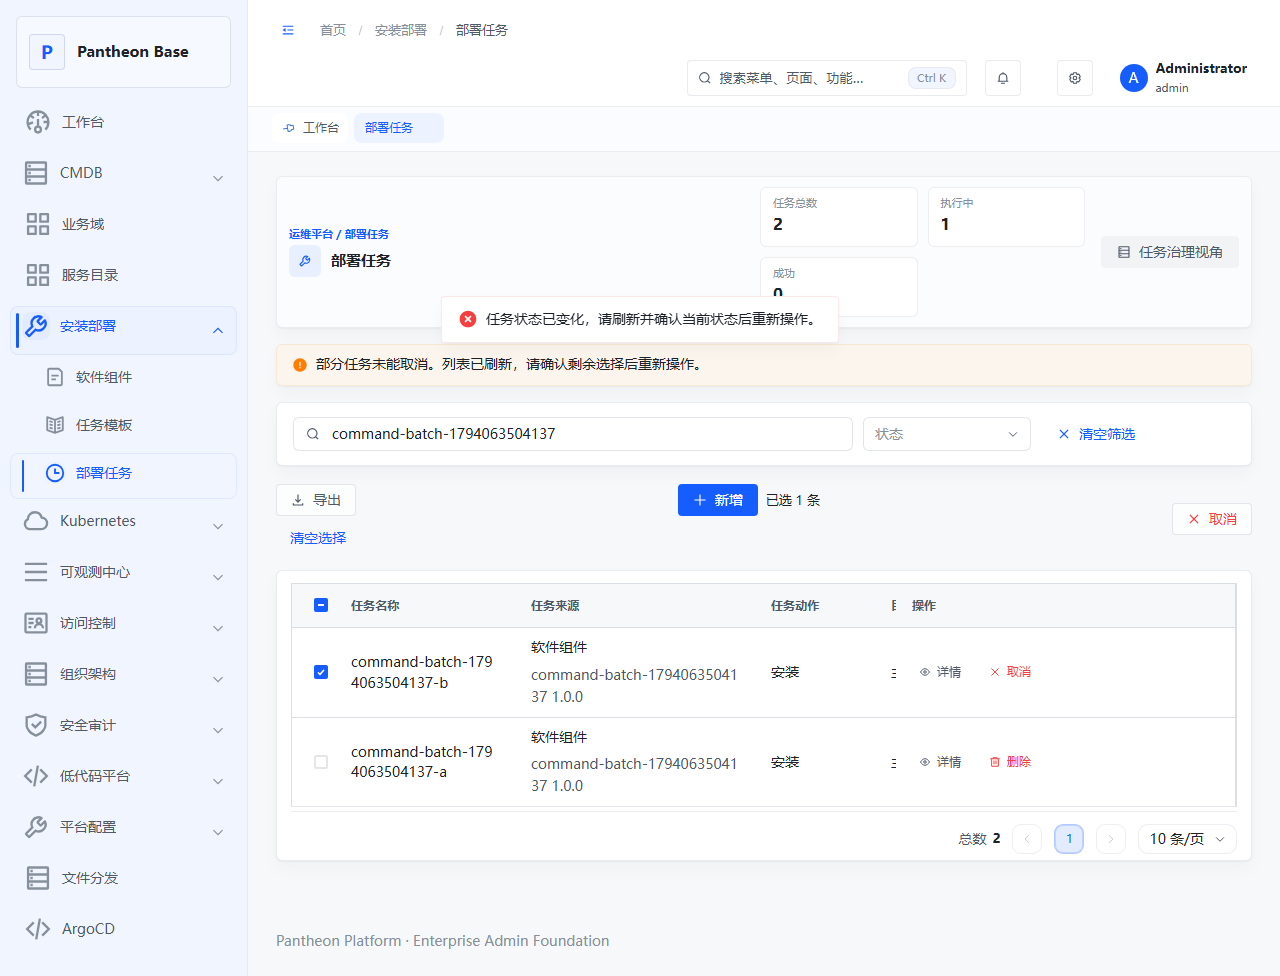 P Pantheon Base
工作台
CMDB
业务域
服务目录
安装部署
软件组件
任务模板
部署任务
Kubernetes
可观测中心
访问控制
组织架构
安全审计
低代码平台
平台配置
文件分发
ArgoCD
首页 / 安装部署 / 部署任务
搜索菜单、页面、功能... Ctrl K
A Administrator
admin
工作台 部署任务
运维平台 / 部署任务
部署任务
任务总数
2
执行中
1
成功
0
任务治理视角
任务状态已变化，请刷新并确认当前状态后重新操作。
部分任务未能取消。列表已刷新，请确认剩余选择后重新操作。
command-batch-1794063504137 状态 清空筛选
导出 新增 已选 1 条
清空选择
取消
任务名称 任务来源 任务动作 操作
command-batch-179
4063504137-b
软件组件
command-batch-17940635041
37 1.0.0
安装
详情 取消
command-batch-179
4063504137-a
软件组件
command-batch-17940635041
37 1.0.0
安装
详情 删除
总数 2 1 10 条/页
Pantheon Platform · Enterprise Admin Foundation